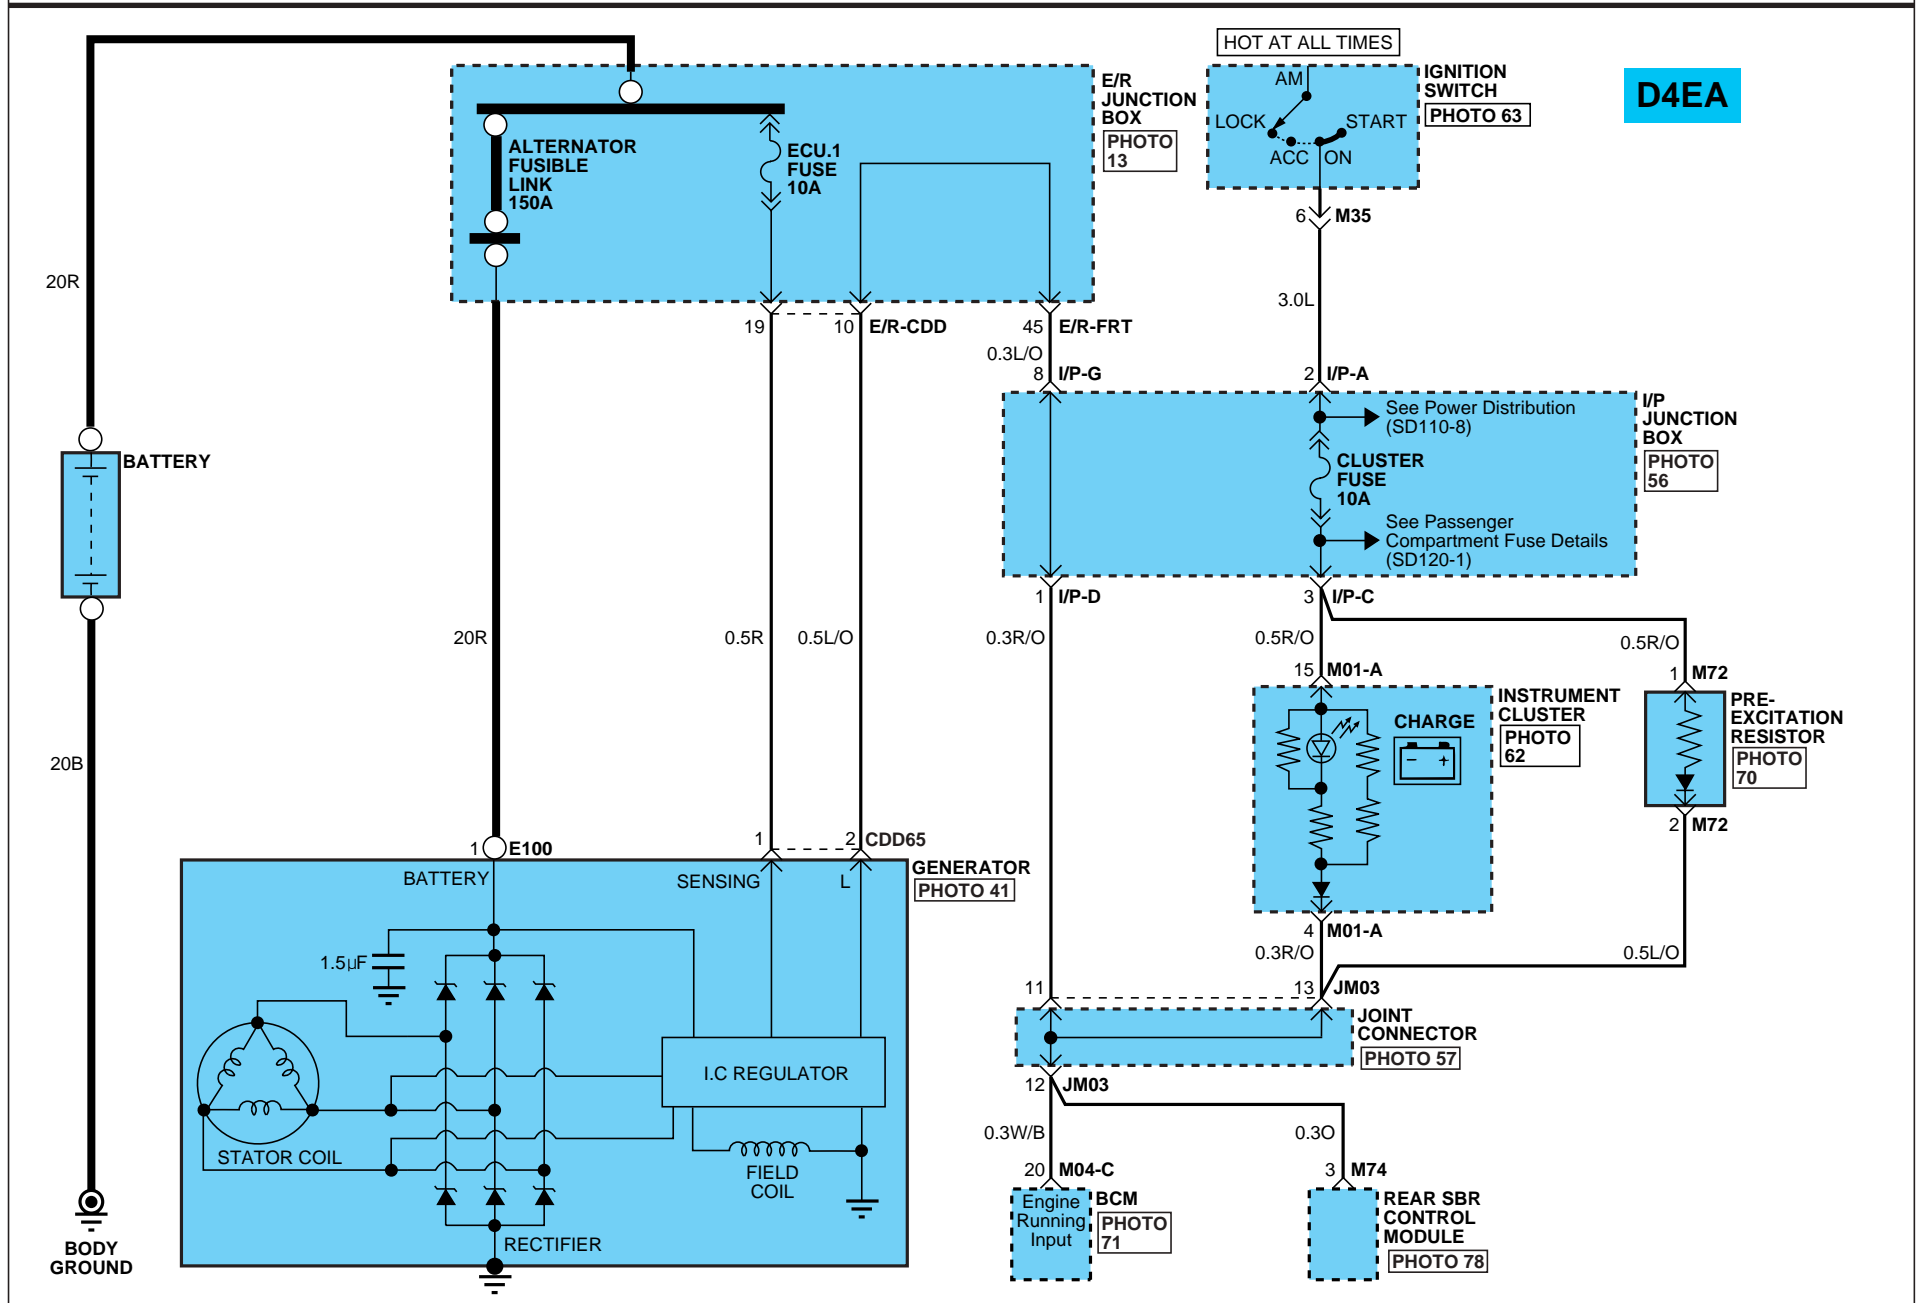 HOT AT ALL TIMES
D4EA
AM
LOCK
START
ACC
ON
IGNITION
SWITCH
PHOTO 63
E/R
JUNCTION
BOX
PHOTO
13
ALTERNATOR
FUSIBLE
LINK
150A
ECU.1
FUSE
10A
6
M35
20R
3.0L
19
10
E/R-CDD
45
E/R-FRT
0.3L/O
8
I/P-G
2
I/P-A
See Power Distribution
(SD110-8)
CLUSTER
FUSE
10A
See Passenger
Compartment Fuse Details
(SD120-1)
I/P
JUNCTION
BOX
PHOTO
56
BATTERY
1
I/P-D
3
I/P-C
20R
0.5R
0.5L/O
0.3R/O
0.5R/O
0.5R/O
15
M01-A
1
M72
CHARGE
- +
INSTRUMENT
CLUSTER
PHOTO
62
PRE-
EXCITATION
RESISTOR
PHOTO
70
20B
2
M72
1
E100
1
2
CDD65
GENERATOR
PHOTO 41
BATTERY
SENSING
L
4
M01-A
0.3R/O
0.5L/O
1.5µF
11
13
JM03
JOINT
CONNECTOR
PHOTO 57
I.C REGULATOR
12
JM03
STATOR COIL
FIELD
COIL
RECTIFIER
0.3W/B
0.3O
20
M04-C
3
M74
Engine
Running
Input
BCM
PHOTO
71
REAR SBR
CONTROL
MODULE
PHOTO 78
BODY
GROUND